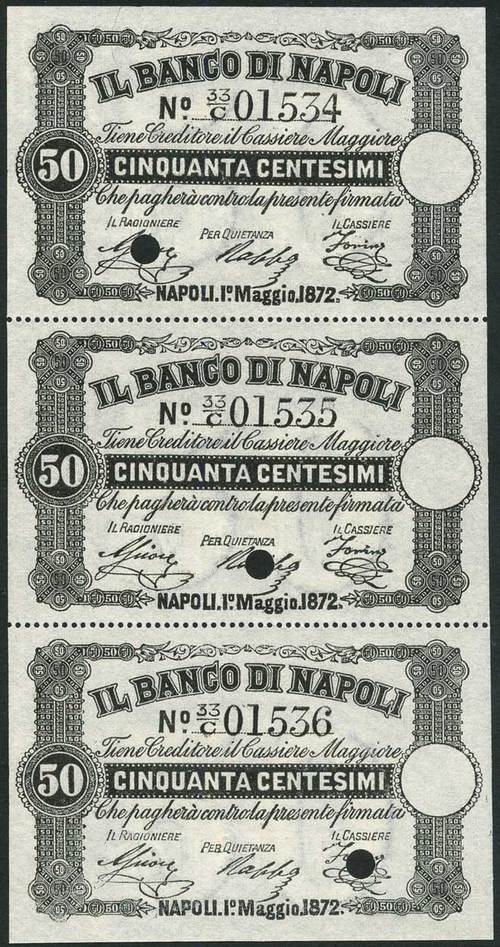 IL BANCO DI NAPOLI
Nº 33/C 01534
Tiene Creditore il Cassiere Maggiore
50 CINQUANTA CENTESIMI
Che pagherà contro la presente firmata
IL RAGIONIERE PER QUIETANZA IL CASSIERE
NAPOLI. 1º Maggio. 1872.
IL BANCO DI NAPOLI
Nº 33/C 01535
Tiene Creditore il Cassiere Maggiore
50 CINQUANTA CENTESIMI
Che pagherà contro la presente firmata
IL RAGIONIERE PER QUIETANZA IL CASSIERE
NAPOLI. 1º Maggio. 1872.
IL BANCO DI NAPOLI
Nº 33/C 01536
Tiene Creditore il Cassiere Maggiore
50 CINQUANTA CENTESIMI
Che pagherà contro la presente firmata
IL RAGIONIERE PER QUIETANZA IL CASSIERE
NAPOLI. 1º Maggio. 1872.